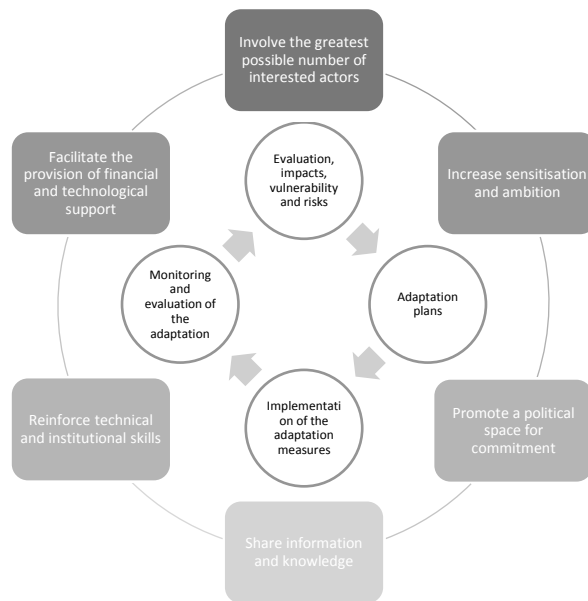 Involve the greatest
possible number of
interested actors
Facilitate the
provision of financial
and technological
support
Evaluation,
impacts,
vulnerability
and risks
Increase sensitisation
and ambition
Monitoring
and
evaluation of
the
adaptation
Adaptation
plans
Reinforce technical
and institutional skills
Implementati
on of the
adaptation
measures
Promote a political
space for
commitment
Share information
and knowledge